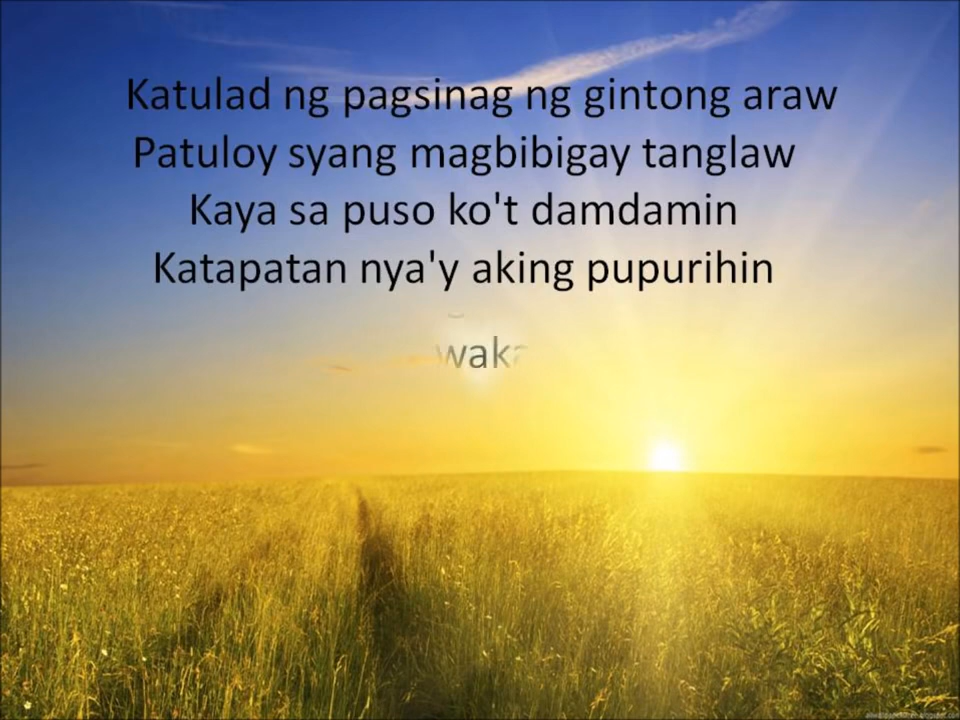 Katulad ng pagsinag ng gintong araw
Patuloy syang magbibigay tanglaw
Kaya sa puso ko't damdamin
Katapatan nya'y aking pupurihin